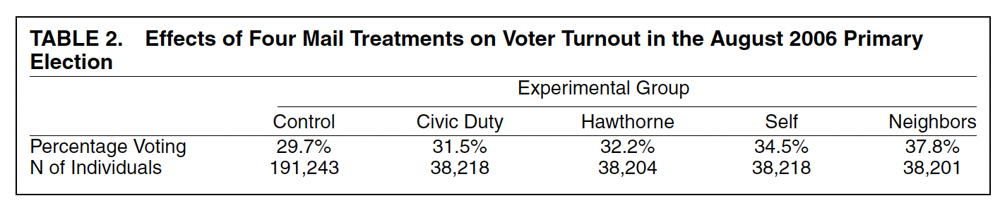 TABLE 2. Effects of Four Mail Treatments on Voter Turnout in the August 2006 Primary
Election
Experimental Group
Control Civic Duty Hawthorne Self Neighbors
Percentage Voting 29.7% 31.5% 32.2% 34.5% 37.8%
N of Individuals 191,243 38,218 38,204 38,218 38,201